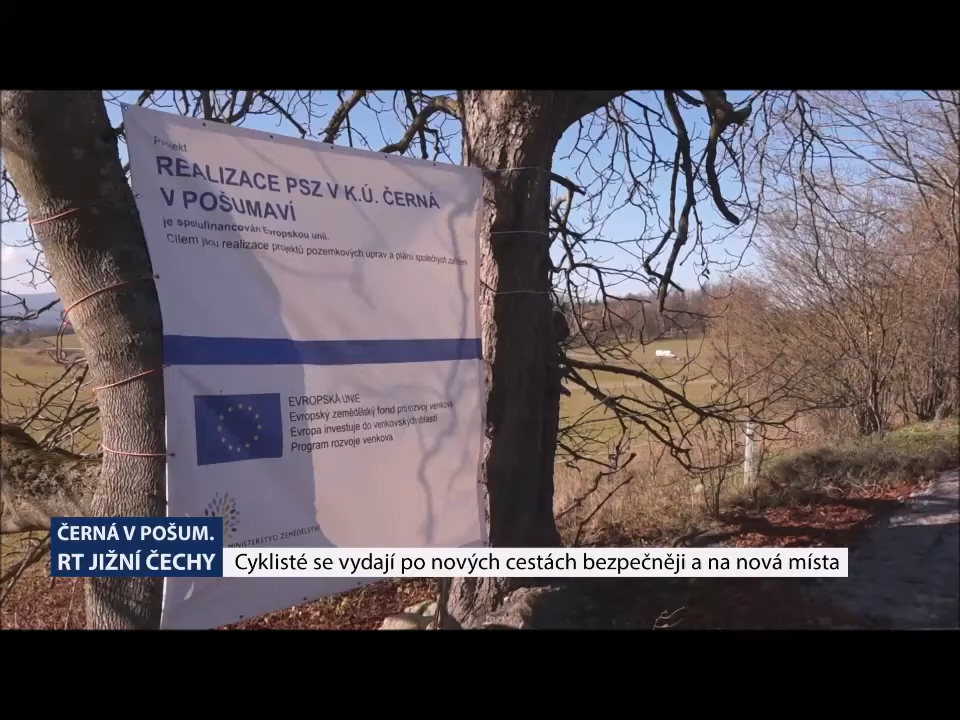 Projekt
REALIZACE PSZ V K.Ú. ČERNÁ
V POŠUMAVÍ
je spolufinancován Evropskou unií.
Cílem jsou realizace projektů pozemkových úprav a plánů společných zařízení
EVROPSKÁ UNIE
Evropský zemědělský fond pro rozvoj venkova
Evropa investuje do venkovských oblastí
Program rozvoje venkova
MINISTERSTVO ZEMĚDĚLSTVÍ
ČERNÁ V POŠUM.
RT JIŽNÍ ČECHY
Cyklisté se vydají po nových cestách bezpečněji a na nová místa